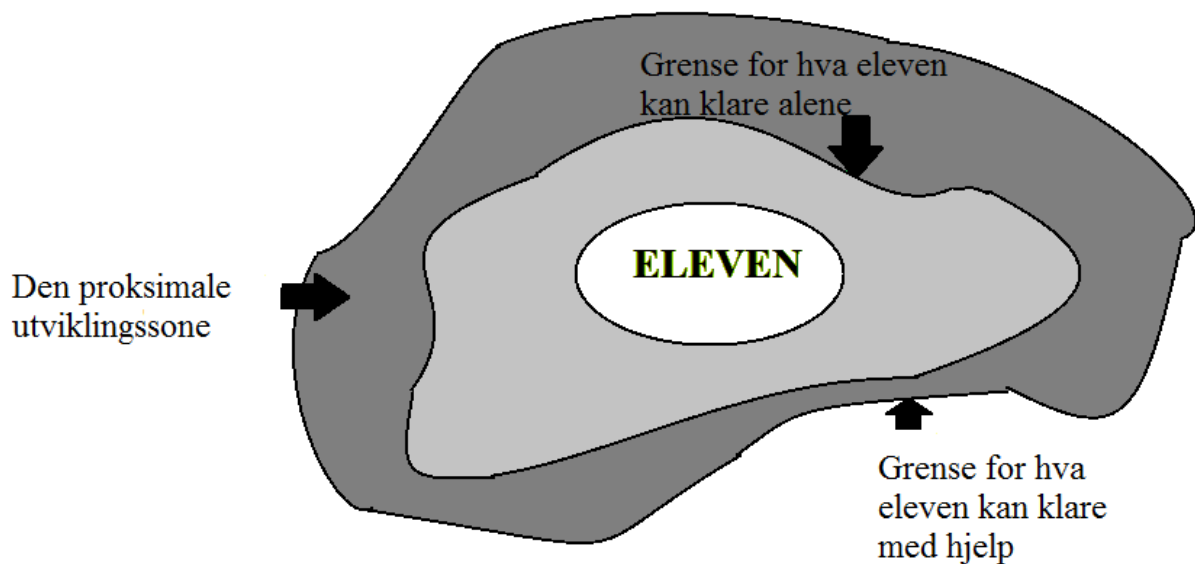 Grense for hva eleven
kan klare alene
ELEVEN
Den proksimale
utviklingssone
Grense for hva
eleven kan klare
med hjelp